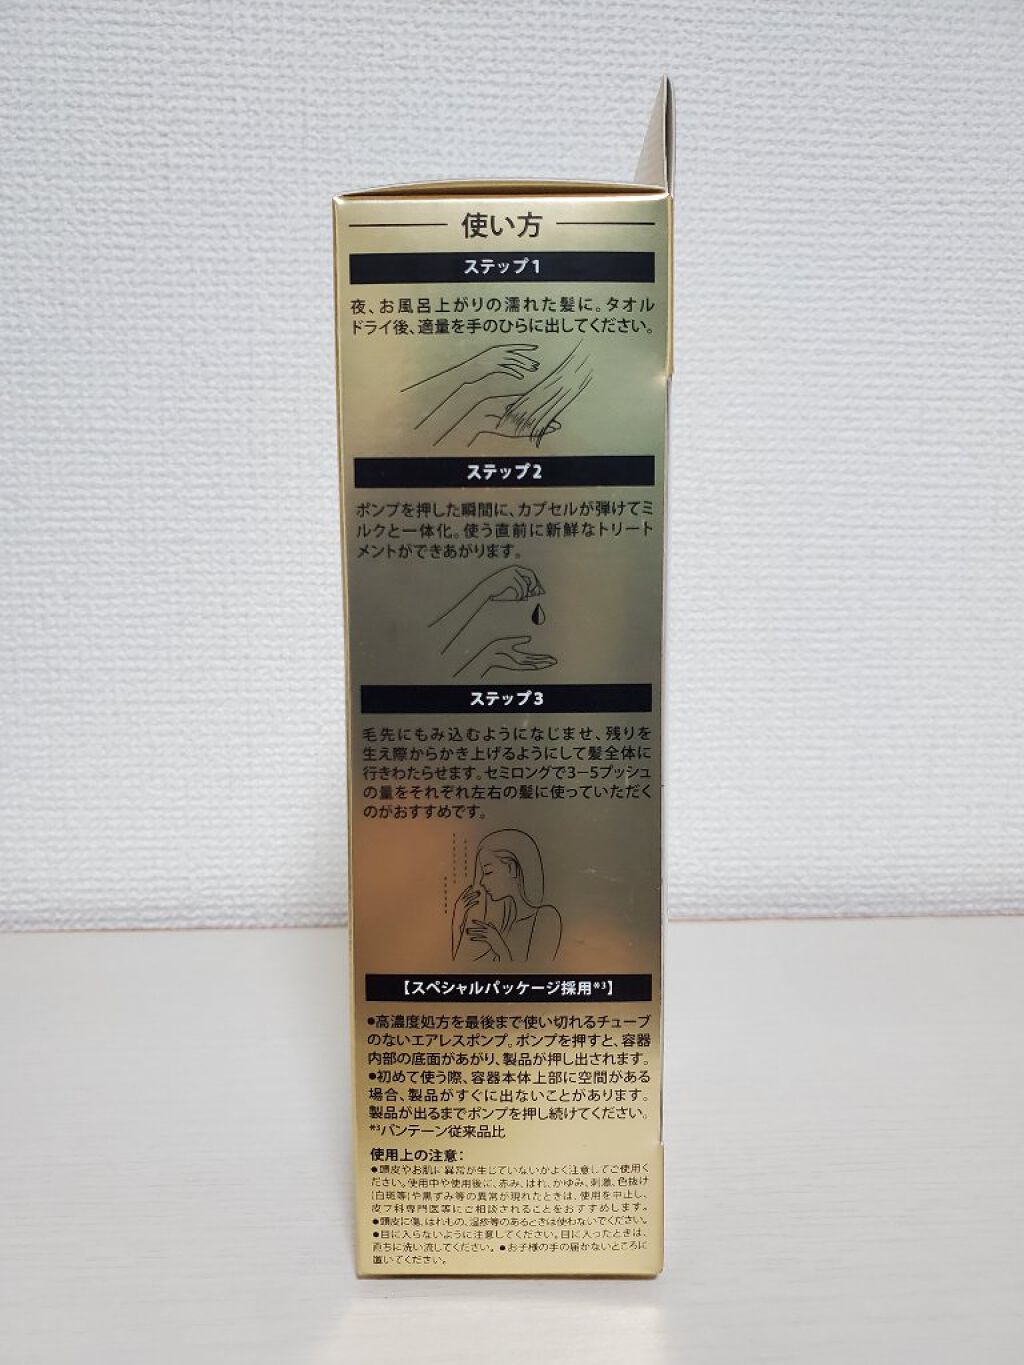 使い方
ステップ1
夜、お風呂上がりの濡れた髪に。タオル
ドライ後、適量を手のひらに出してください。
ステップ2
ポンプを押した瞬間に、カプセルが弾けてミ
ルクと一体化。使う直前に新鮮なトリート
メントができあがります。
ステップ3
毛先にもみ込むようになじませ、残りを
生え際からかき上げるようにして髪全体に
行きわたらせます。セミロングで3−5プッシュ
の量をそれぞれ左右の髪に使っていただく
のがおすすめです。
【スペシャルパッケージ採用*3】
●高濃度処方を最後まで使い切れるチューブ
のないエアレスポンプ。ポンプを押すと、容器
内部の底面があがり、製品が押し出されます。
●初めて使う際、容器本体上部に空間がある
場合、製品がすぐに出ないことがあります。
製品が出るまでポンプを押し続けてください。
*3パンテーン従来品比
使用上の注意：
●頭皮やお肌に異常が生じていないかよく注意してご使用く
ださい。使用中や使用後に、赤み、はれ、かゆみ、刺激、色抜け
(白斑等)や黒ずみ等の異常が現れたときは、使用を中止し、
皮フ科専門医等にご相談されることをおすすめします。
●頭皮に傷、はれもの、湿疹等のあるときは使わないでください。
●目に入らないように注意してください。目に入ったときは、
直ちに洗い流してください。●お子様の手の届かないところに
置いてください。